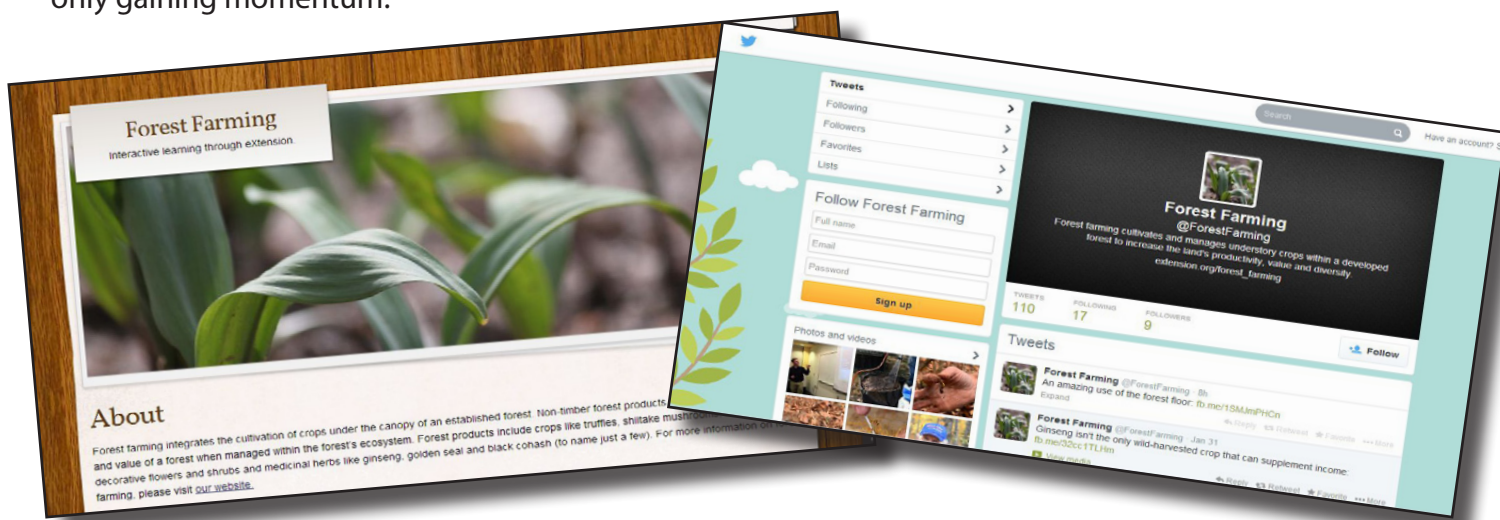 only gaining momentum.
Forest Farming
Interactive learning through eXtension.
About
Forest farming integrates the cultivation of crops under the canopy of an established forest. Non-timber forest products
and value of a forest when managed within the forest's ecosystem. Forest products include crops like truffles, shiitake
decorative flowers and shrubs and medicinal herbs like ginseng, golden seal and black cohash (to name just a few). For more information on
farming, please visit our website.
Tweets
Following
Followers
Favorites
Lists
Follow Forest Farming
Full name
Email
Password
Sign up
Photos and videos
Search
Have an account? S
Forest Farming
@ForestFarming
Forest farming cultivates and manages understory crops within a developed
forest to increase the land's productivity, value and diversity.
extension.org/forest_farming
TWEETS
110
FOLLOWING
17
FOLLOWERS
9
Follow
Tweets
Forest Farming @ForestFarming · 8h
An amazing use of the forest floor: fb.me/1SMJmPHCn
Expand
Reply Retweet Favorite More
Forest Farming @ForestFarming · Jan 31
Ginseng isn't the only wild-harvested crop that can supplement income:
fb.me/32cc1TLHm
View media
Reply Retweet Favorite More